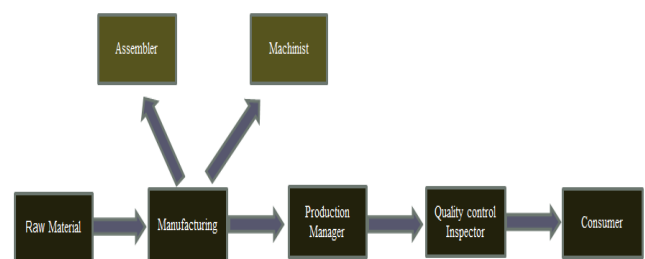 Assembler
Machinist
Raw Material
Manufacturing
Production
Manager
Quality control
Inspector
Consumer